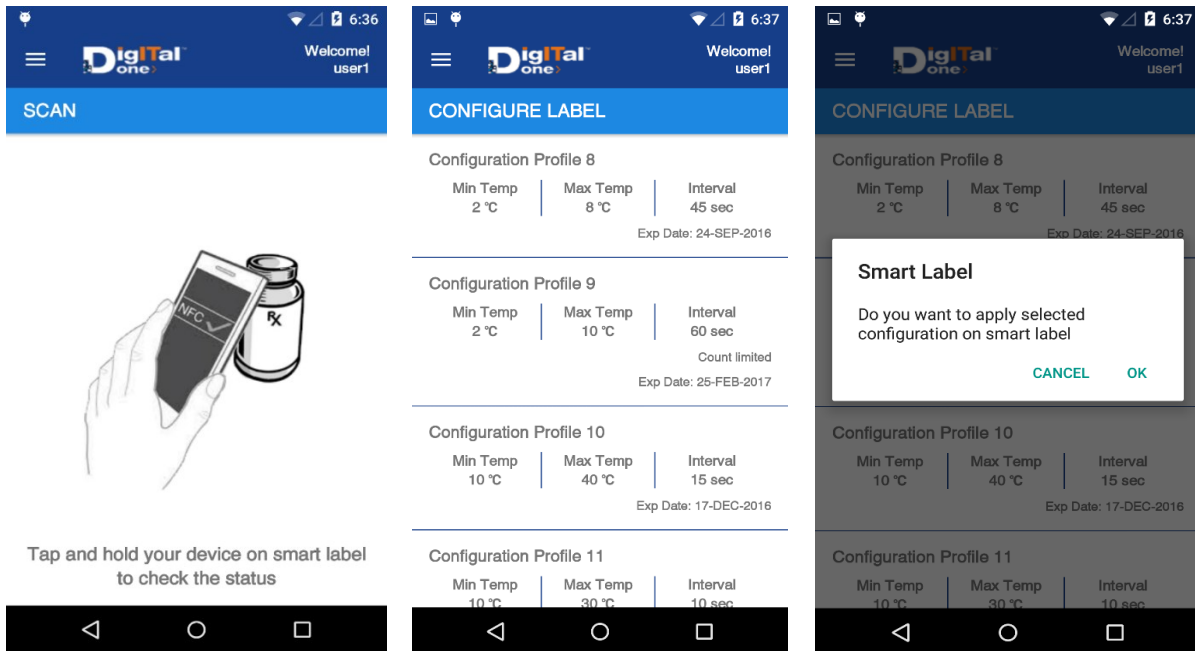 6:36
DigITal
one
Welcome!
user1
SCAN
NFC
Rx
Tap and hold your device on smart label
to check the status
6:37
DigITal
one
Welcome!
user1
CONFIGURE LABEL
Configuration Profile 8
Min Temp Max Temp Interval
2 °C 8 °C 45 sec
Exp Date: 24-SEP-2016
Configuration Profile 9
Min Temp Max Temp Interval
2 °C 10 °C 60 sec
Count limited
Exp Date: 25-FEB-2017
Configuration Profile 10
Min Temp Max Temp Interval
10 °C 40 °C 15 sec
Exp Date: 17-DEC-2016
Configuration Profile 11
Min Temp Max Temp Interval
10 °C 30 °C 10 sec
6:37
DigITal
one
Welcome!
user1
CONFIGURE LABEL
Configuration Profile 8
Min Temp Max Temp Interval
2 °C 8 °C 45 sec
Exp Date: 24-SEP-2016
Smart Label
Do you want to apply selected
configuration on smart label
CANCEL OK
Configuration Profile 10
Min Temp Max Temp Interval
10 °C 40 °C 15 sec
Exp Date: 17-DEC-2016
Configuration Profile 11
Min Temp Max Temp Interval
10 °C 30 °C 10 sec